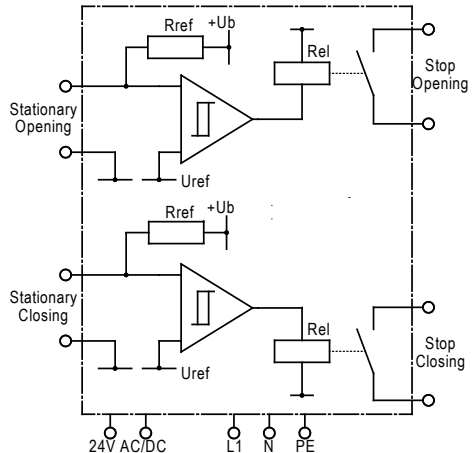 Rref
+Ub
Rel
Stop
Opening
Stationary
Opening
Uref
Rref
+Ub
Stationary
Closing
Rel
Stop
Closing
Uref
24V AC/DC
L1
N
PE